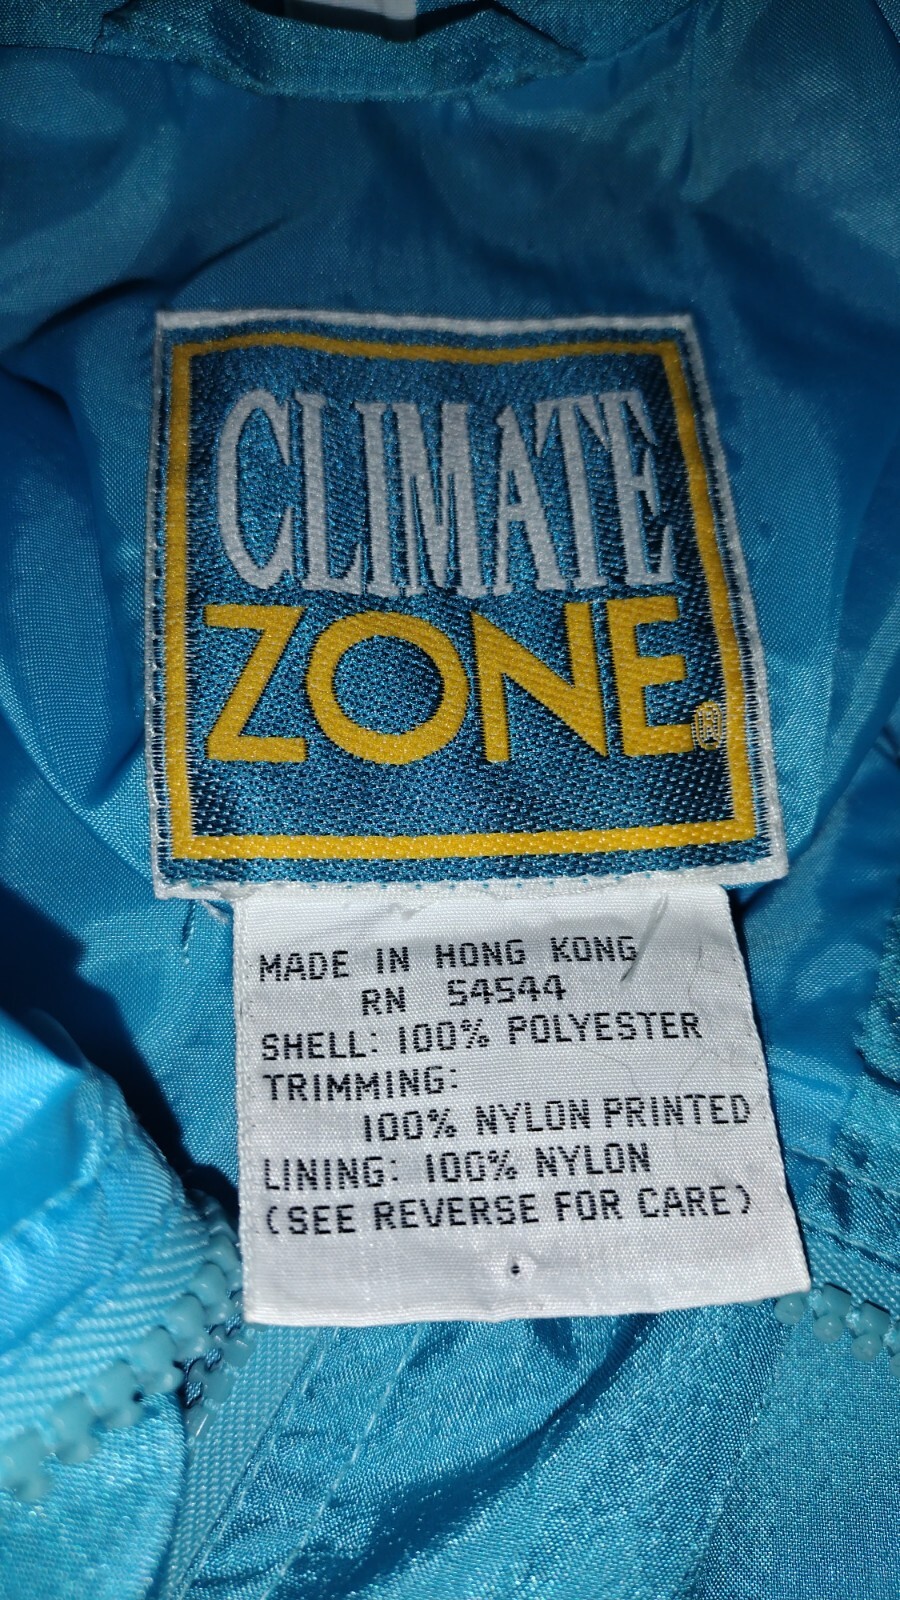 CLIMATE
ZONE®
MADE IN HONG KONG
RN 54544
SHELL: 100% POLYESTER
TRIMMING:
100% NYLON PRINTED
LINING: 100% NYLON
(SEE REVERSE FOR CARE)